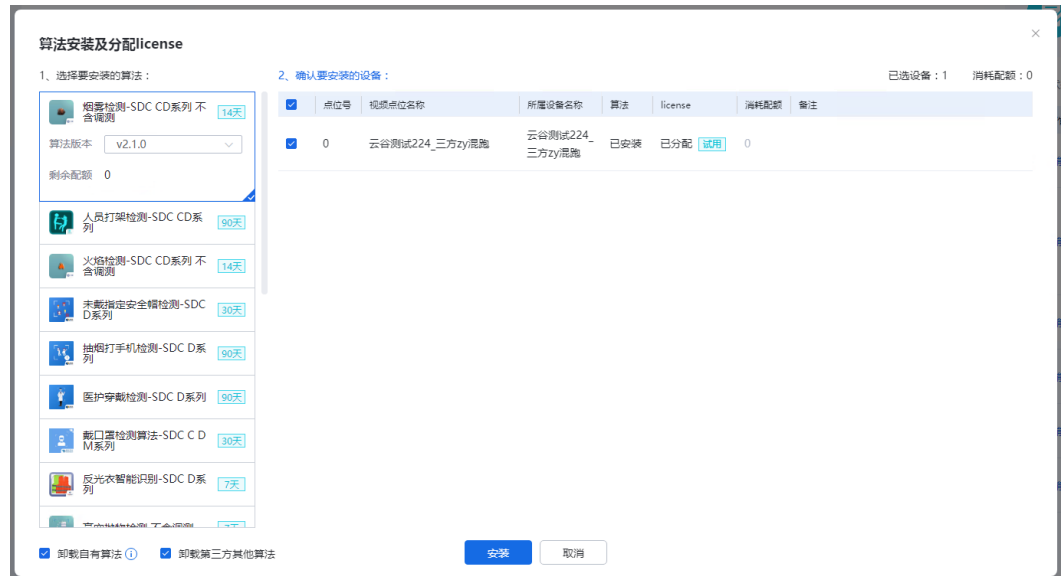 算法安装及分配license
1、选择要安装的算法：
2、确认要安装的设备：
已选设备：1
消耗配额：0
烟雾检测-SDC CD系列 不
含调测
14天
算法版本
v2.1.0
剩余配额
0
点位号
视频点位名称
所属设备名称
算法
license
消耗配额
备注
0
云谷测试224_三方zy混跑
云谷测试224_
三方zy混跑
已安装
已分配
试用
0
人员打架检测-SDC CD系
列
90天
火焰检测-SDC CD系列 不
含调测
14天
未戴指定安全帽检测-SDC
D系列
30天
抽烟打手机检测-SDC D系
列
90天
医护穿戴检测-SDC D系列
90天
戴口罩检测算法-SDC C D
M系列
30天
反光衣智能识别-SDC D系
列
7天
高空抛物检测 不含调测
7天
卸载自有算法
卸载第三方其他算法
安装
取消